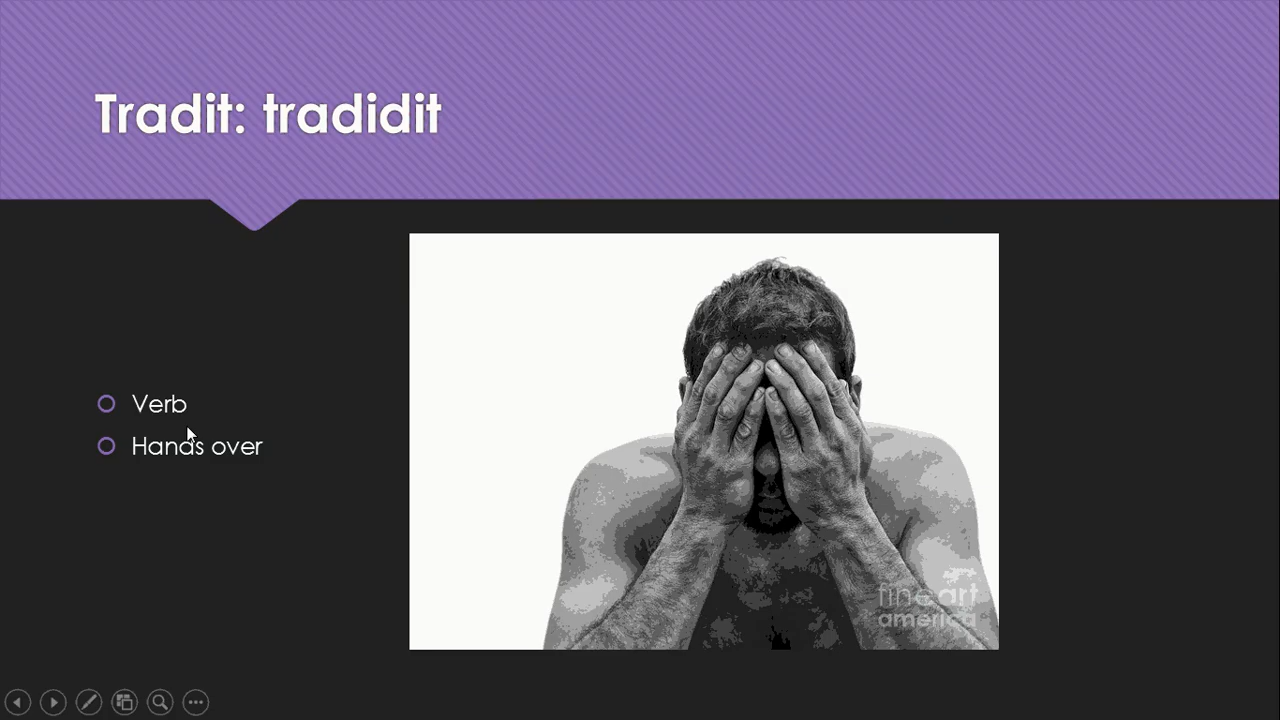 Tradit: tradidit
Verb
Hands over
fine art
america